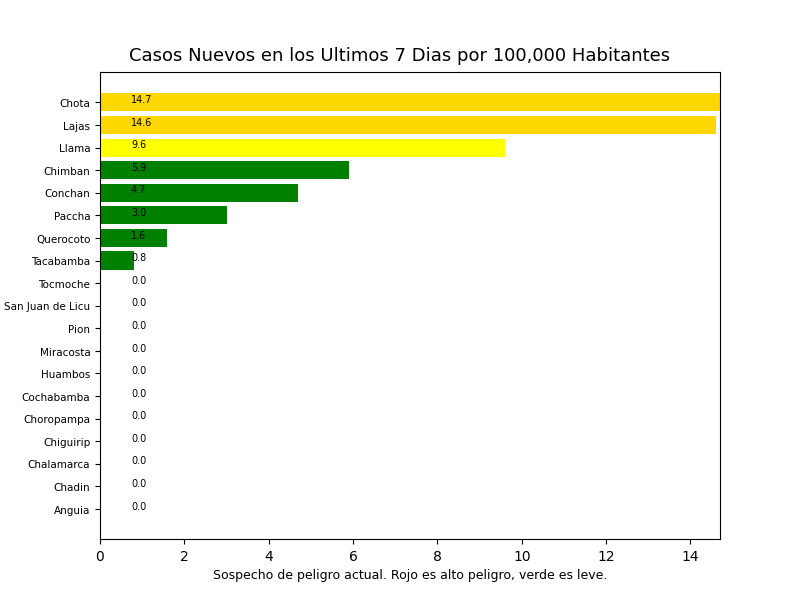 Casos Nuevos en los Ultimos 7 Dias por 100,000 Habitantes
Chota 14.7
Lajas 14.6
Llama 9.6
Chimban 5.9
Conchan 4.7
Paccha 3.0
Querocoto 1.6
Tacabamba 0.8
Tocmoche 0.0
San Juan de Licu 0.0
Pion 0.0
Miracosta 0.0
Huambos 0.0
Cochabamba 0.0
Choropampa 0.0
Chiguirip 0.0
Chalamarca 0.0
Chadin 0.0
Anguia 0.0
0 2 4 6 8 10 12 14
Sospecho de peligro actual. Rojo es alto peligro, verde es leve.